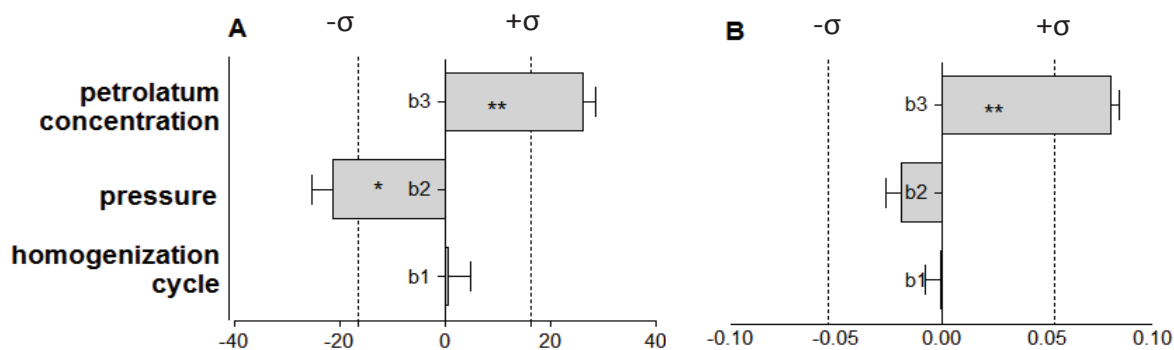 A
-σ
+σ
B
-σ
+σ
petrolatum
concentration
b3
**
b3
**
pressure
*
b2
b2
homogenization
cycle
b1
b1
-40
-20
0
20
40
-0.10
-0.05
0.00
0.05
0.10